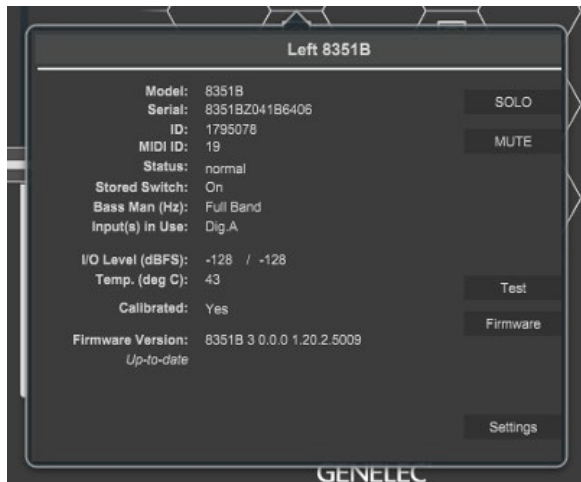 Left 8351B
Model: 8351B
Serial: 8351BZ041B6406
ID: 1795078
MIDI ID: 19
Status: normal
Stored Switch: On
Bass Man (Hz): Full Band
Input(s) in Use: Dig.A
I/O Level (dBFS): -128 / -128
Temp. (deg C): 43
Calibrated: Yes
Firmware Version: 8351B 3 0.0.0 1.20.2.5009
Up-to-date
SOLO
MUTE
Test
Firmware
Settings
GENELEC